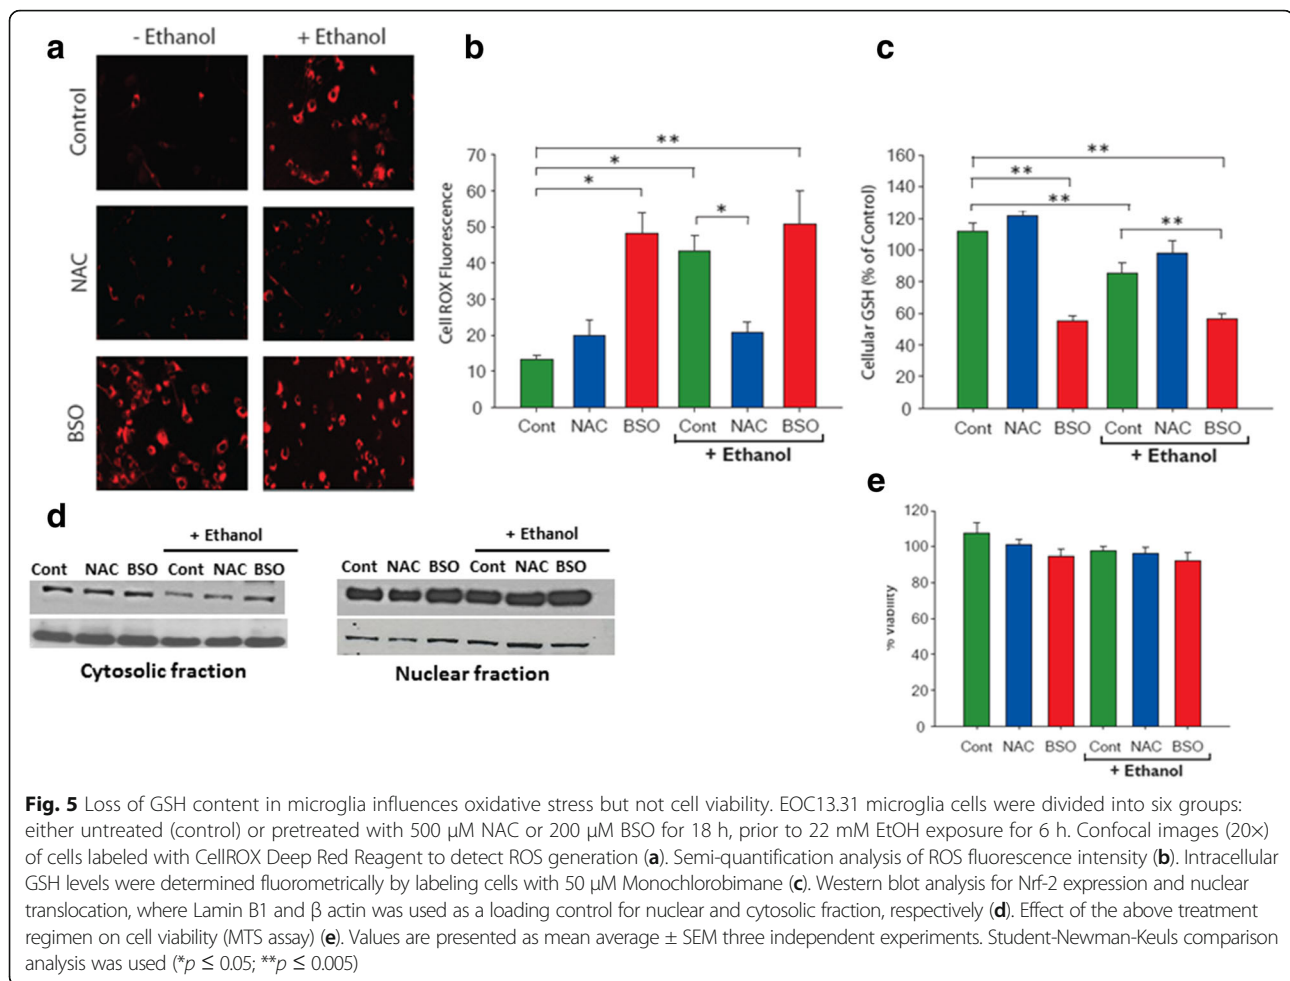 a
- Ethanol
+ Ethanol
Control
NAC
BSO
b
Cell ROX Fluorescence
70
60
50
40
30
20
10
0
**
*
*
*
Cont NAC BSO Cont NAC BSO
+ Ethanol
c
Cellular GSH (% of Control)
160
140
120
100
80
60
40
20
0
**
**
**
**
Cont NAC BSO Cont NAC BSO
+ Ethanol
d
+ Ethanol
Cont NAC BSO Cont NAC BSO
Cytosolic fraction
+ Ethanol
Cont NAC BSO Cont NAC BSO
Nuclear fraction
e
% Viability
120
100
80
60
40
20
0
Cont NAC BSO Cont NAC BSO
+ Ethanol
Fig. 5 Loss of GSH content in microglia influences oxidative stress but not cell viability. EOC13.31 microglia cells were divided into six groups:
either untreated (control) or pretreated with 500 μM NAC or 200 μM BSO for 18 h, prior to 22 mM EtOH exposure for 6 h. Confocal images (20×)
of cells labeled with CellROX Deep Red Reagent to detect ROS generation (a). Semi-quantification analysis of ROS fluorescence intensity (b). Intracellular
GSH levels were determined fluorometrically by labeling cells with 50 μM Monochlorobimane (c). Western blot analysis for Nrf-2 expression and nuclear
translocation, where Lamin B1 and β actin was used as a loading control for nuclear and cytosolic fraction, respectively (d). Effect of the above treatment
regimen on cell viability (MTS assay) (e). Values are presented as mean average ± SEM three independent experiments. Student-Newman-Keuls comparison
analysis was used (*p ≤ 0.05; **p ≤ 0.005)